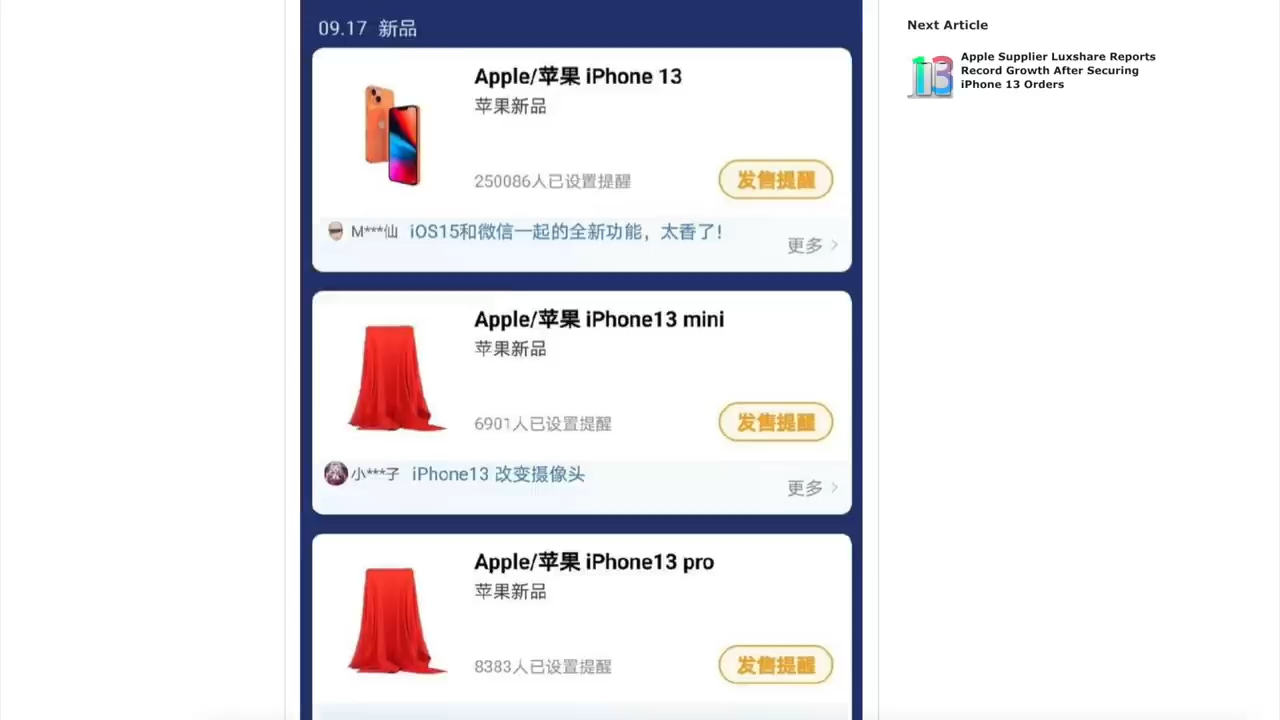 09.17 新品
Apple/苹果 iPhone 13
苹果新品
250086人已设置提醒
发售提醒
M***仙 iOS15和微信一起的全新功能，太香了!
更多 >
Apple/苹果 iPhone13 mini
苹果新品
6901人已设置提醒
发售提醒
小***子 iPhone13 改变摄像头
更多 >
Apple/苹果 iPhone13 pro
苹果新品
8383人已设置提醒
发售提醒
Next Article
13
Apple Supplier Luxshare Reports
Record Growth After Securing
iPhone 13 Orders